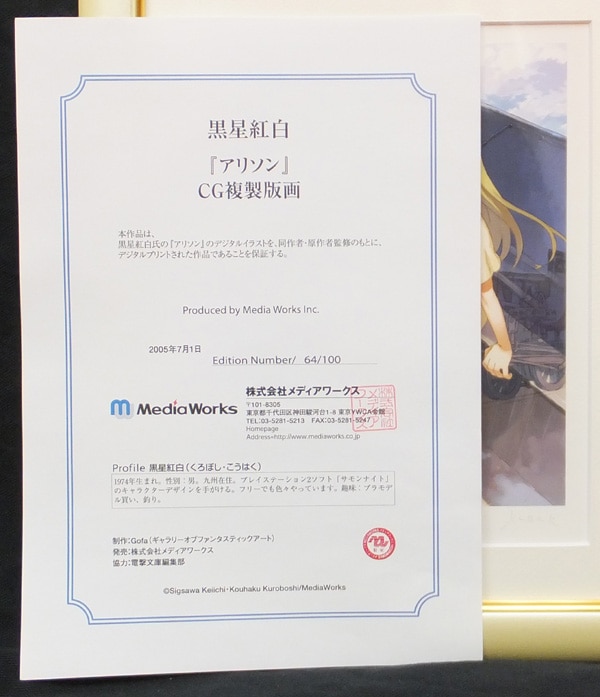 黒星紅白
『アリソン』
CG複製版画
本作品は、
黒星紅白氏の『アリソン』のデジタルイラストを、同作者・原作者監修のもとに、
デジタルプリントされた作品であることを保証する。
Produced by Media Works Inc.
2005年7月1日
Edition Number/ 64/100
MediaWorks
株式会社メディアワークス
〒101-8305
東京都千代田区神田駿河台1-8 東京YWCA会館
TEL:03-5281-5213 FAX:03-5281-5247
Homepage
Address=http://www.mediaworks.co.jp
Profile 黒星紅白(くろぼし・こうはく)
1974年生まれ。性別:男。九州在住。プレイステーション2ソフト「サモンナイト」
のキャラクターデザインを手がける。フリーでも色々やっています。趣味:プラモデ
ル買い、釣り。
制作:Gofa(ギャラリーオブファンタスティックアート)
発売:株式会社メディアワークス
協力:電撃文庫編集部
©Sigsawa Keiichi・Kouhaku Kuroboshi/MediaWorks